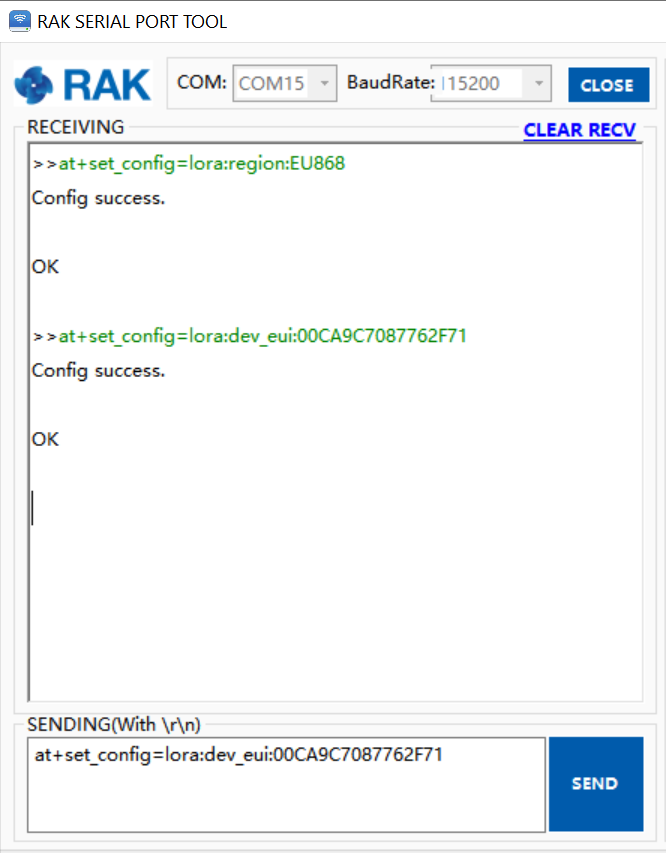 RAK SERIAL PORT TOOL
RAK COM: COM15 BaudRate: 115200 CLOSE
RECEIVING
CLEAR RECV
>>at+set_config=lora:region:EU868
Config success.
OK
>>at+set_config=lora:dev_eui:00CA9C7087762F71
Config success.
OK
SENDING(With \r\n)
at+set_config=lora:dev_eui:00CA9C7087762F71
SEND